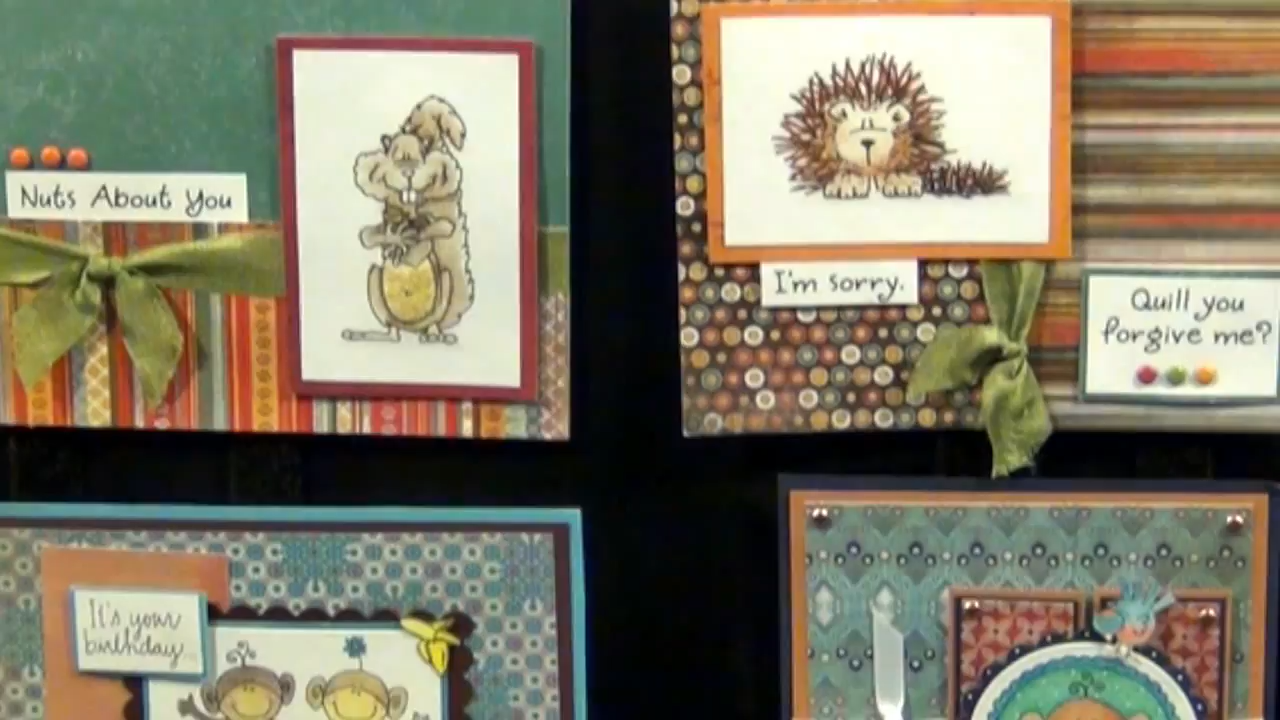 Nuts About You
I'm sorry.
Quill you
forgive me?
It's your
birthday...